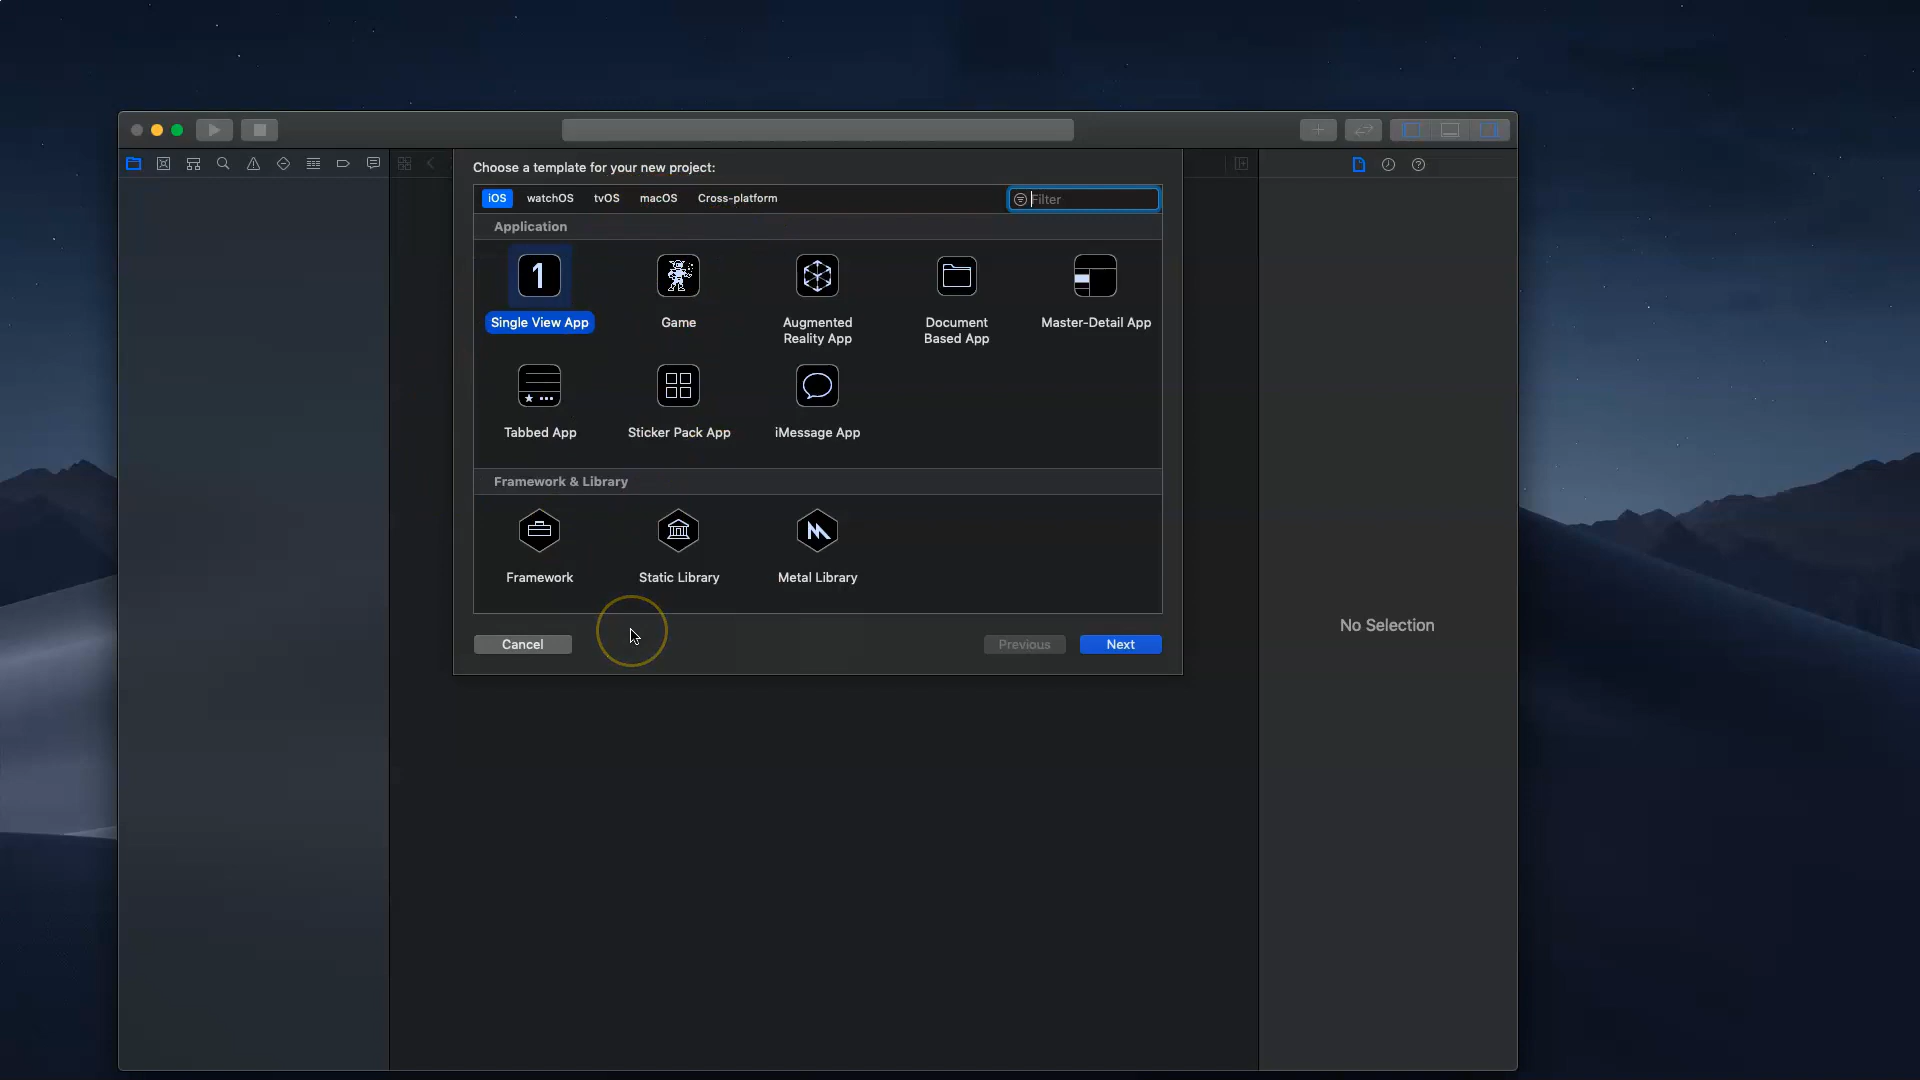 Choose a template for your new project:
iOS watchOS tvOS macOS Cross-platform Filter
Application
1
Single View App Game Augmented Reality App Document Based App Master-Detail App
Tabbed App Sticker Pack App iMessage App
Framework & Library
Framework Static Library Metal Library
Cancel Previous Next
No Selection